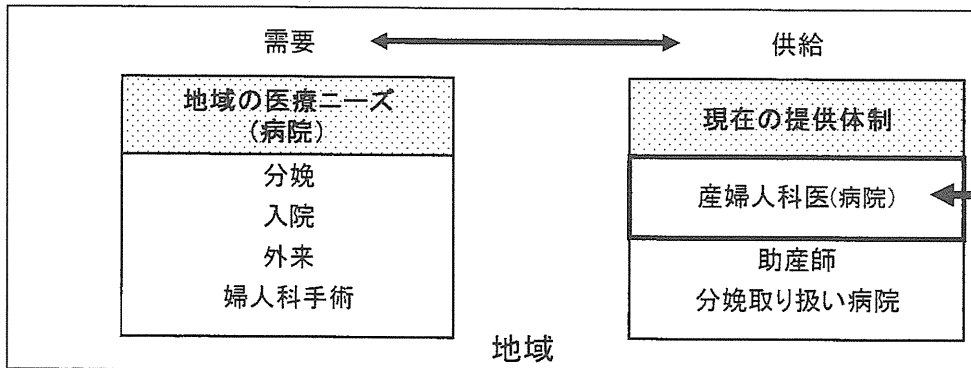 需要
供給
地域の医療ニーズ
(病院)
分娩
入院
外来
婦人科手術
現在の提供体制
産婦人科医(病院)
助産師
分娩取り扱い病院
地域